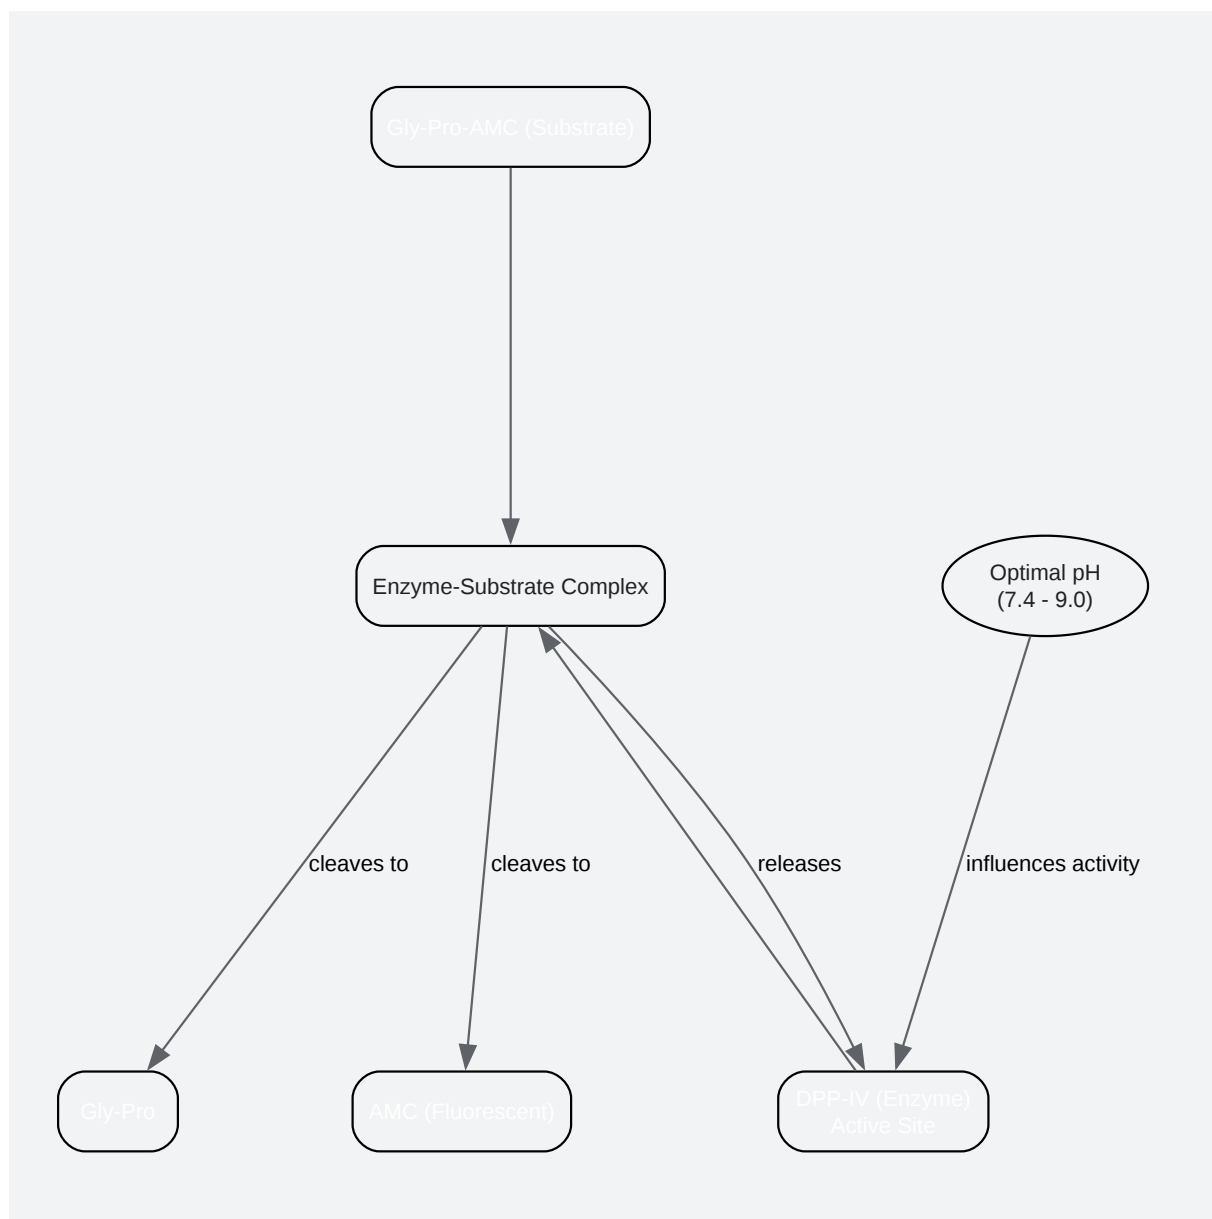 Gly-Pro-AMC (Substrate)
Enzyme-Substrate Complex
Optimal pH
(7.4 - 9.0)
cleaves to
cleaves to
releases
influences activity
Gly-Pro
AMC (Fluorescent)
DPP-IV (Enzyme)
Active Site